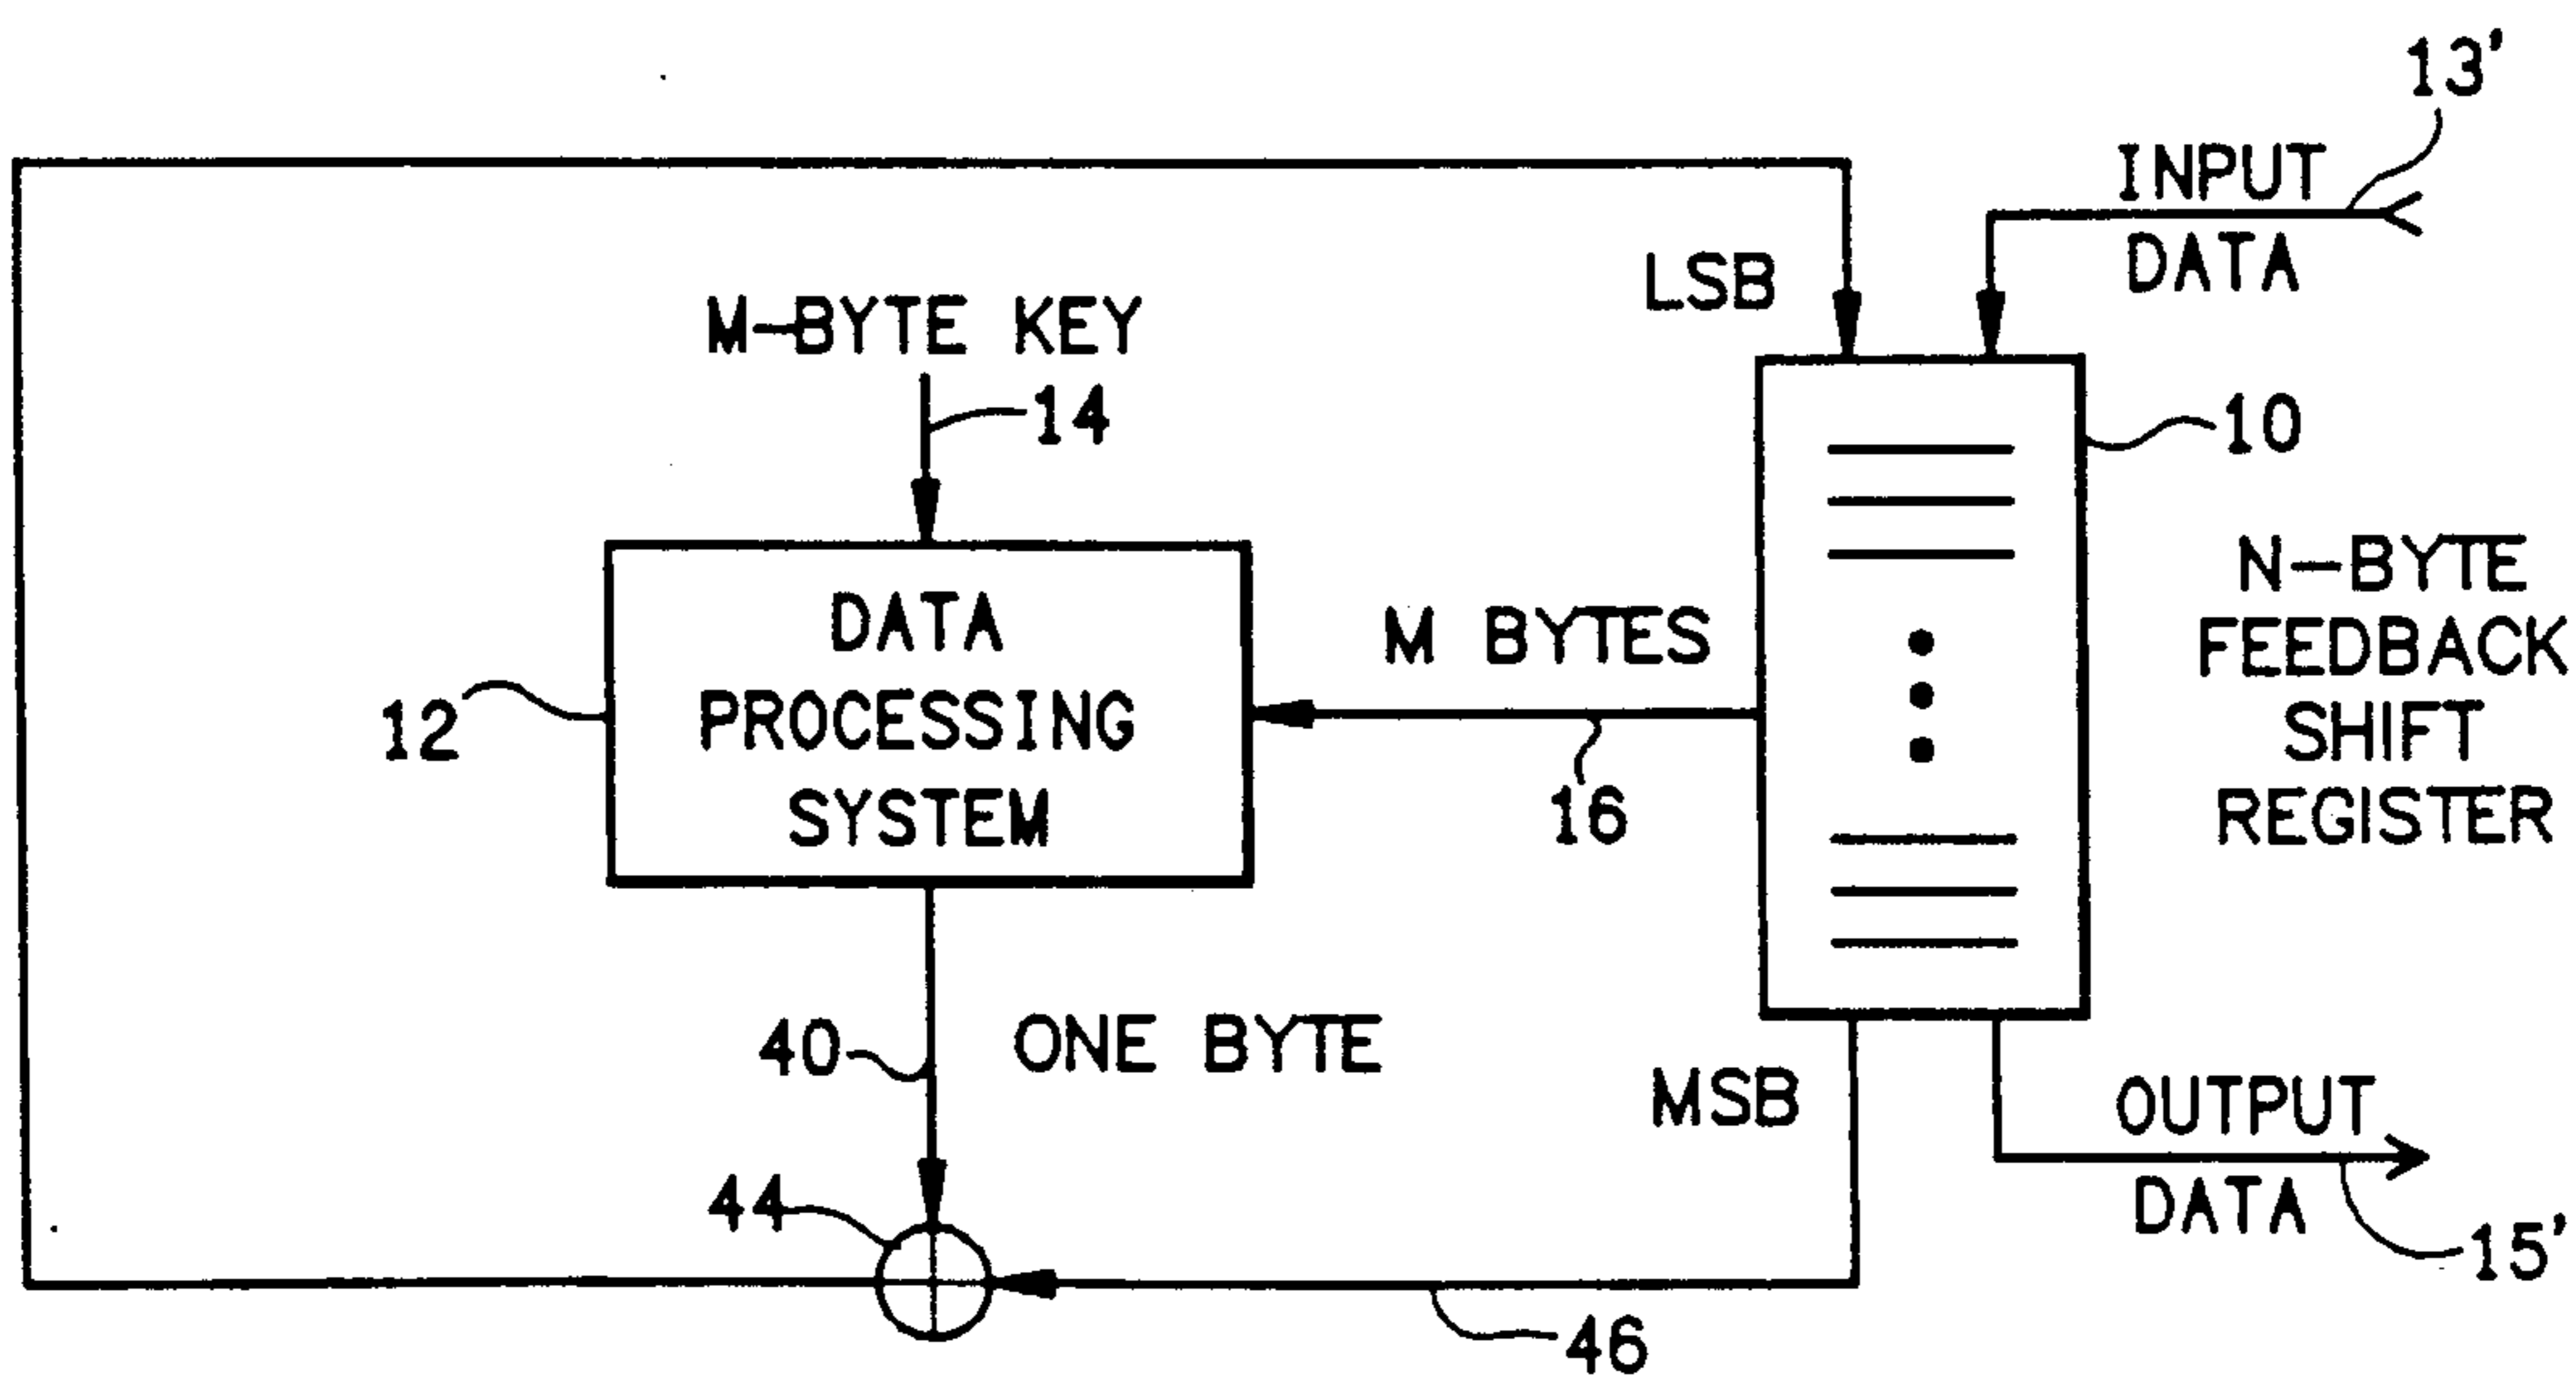 13'
INPUT
DATA
LSB
M-BYTE KEY
14
10
N-BYTE
FEEDBACK
SHIFT
REGISTER
DATA
PROCESSING
SYSTEM
12
M BYTES
16
40
ONE BYTE
MSB
OUTPUT
DATA
15'
44
46